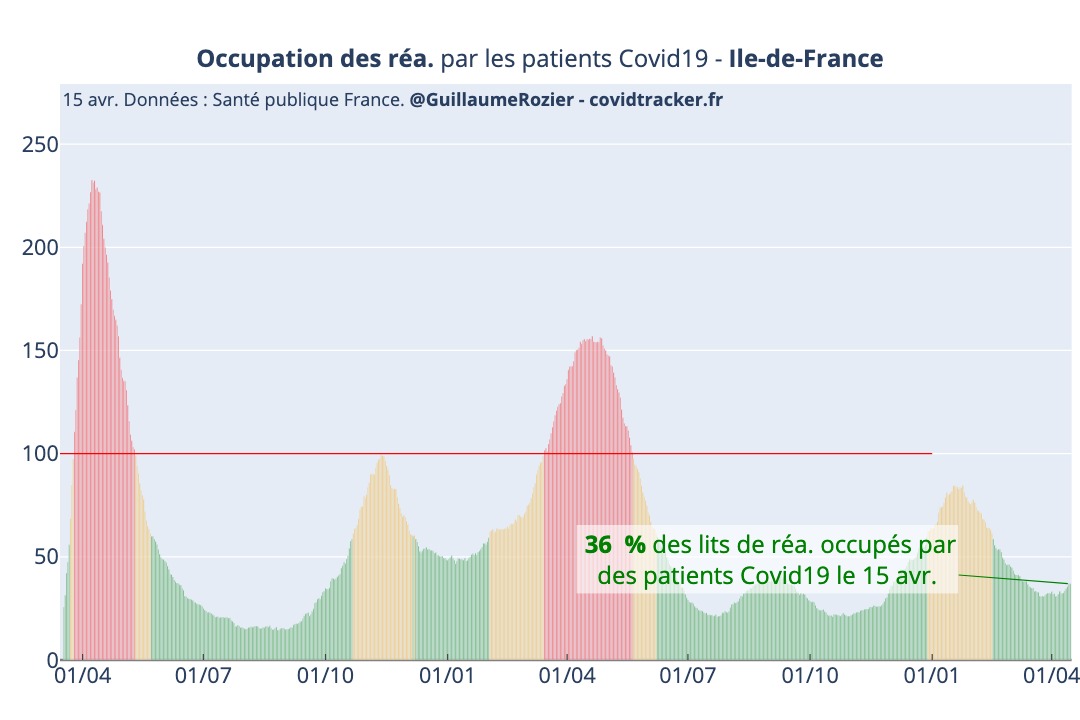 Occupation des réa. par les patients Covid19 - Ile-de-France
15 avr. Données : Santé publique France. @GuillaumeRozier - covidtracker.fr
250
200
150
100
50
0
36 % des lits de réa. occupés par
des patients Covid19 le 15 avr.
01/04 01/07 01/10 01/01 01/04 01/07 01/10 01/01 01/04